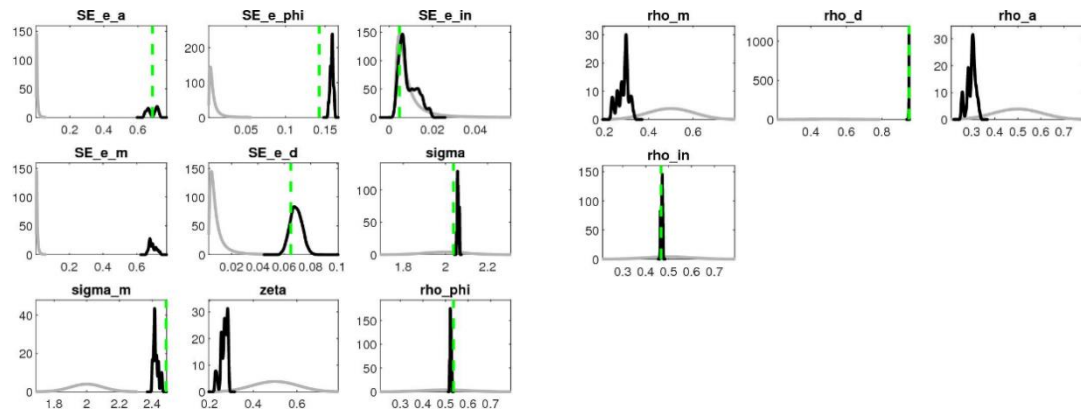 SE_e_a SE_e_phi SE_e_in
150 100 50 0 0.2 0.4 0.6
200 100 0 0.05 0.1 0.15
150 100 50 0 0 0.02 0.04
SE_e_m SE_e_d sigma
150 100 50 0 0.2 0.4 0.6
150 100 50 0 0.02 0.04 0.06 0.08 0.1
100 50 0 1.8 2 2.2
sigma_m zeta rho_phi
40 20 0 1.8 2 2.2 2.4
30 20 10 0 0.2 0.4 0.6
150 100 50 0 0.3 0.4 0.5 0.6 0.7
rho_m rho_d rho_a
30 20 10 0 0.2 0.4 0.6
1000 500 0 0.4 0.6 0.8
30 20 10 0 0.3 0.4 0.5 0.6 0.7
rho_in
150 100 50 0 0.3 0.4 0.5 0.6 0.7